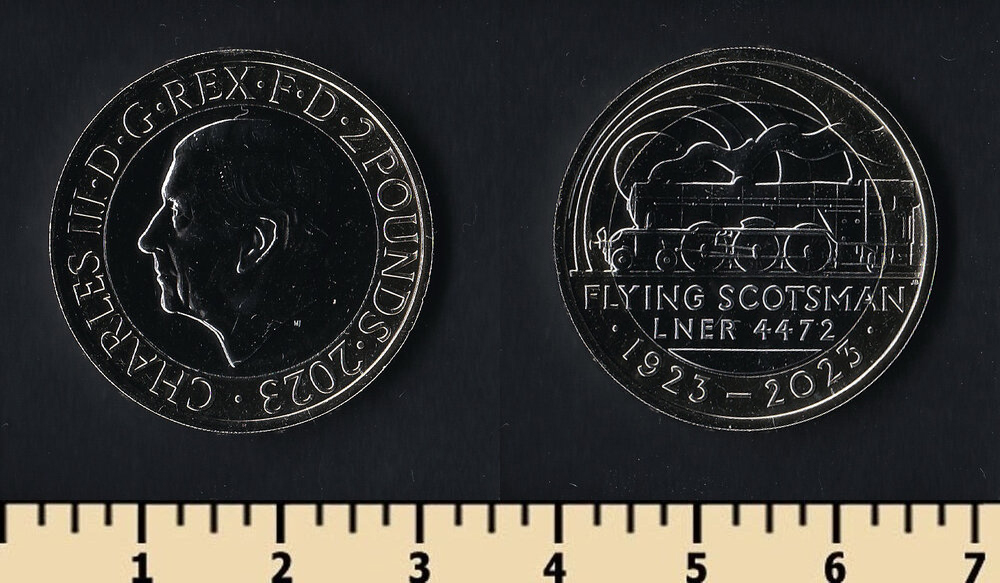 CHARLES III·D·G·REX·F·D·2 POUNDS·2023·
MJ
FLYING SCOTSMAN
LNER 4472
· 1923 – 2023 ·
1 2 3 4 5 6 7